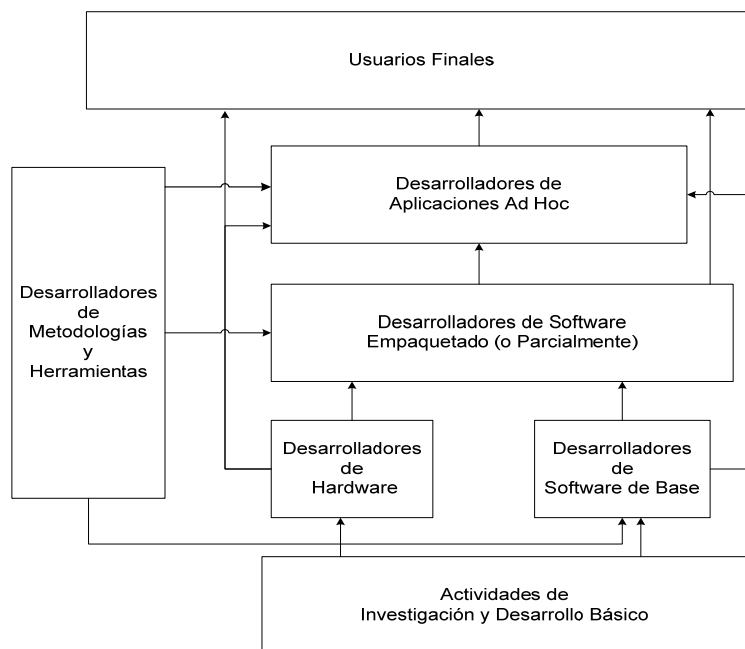 Usuarios Finales
Desarrolladores de
Aplicaciones Ad Hoc
Desarrolladores
de
Metodologías
y
Herramientas
Desarrolladores de Software
Empaquetado (o Parcialmente)
Desarrolladores
de
Hardware
Desarrolladores
de
Software de Base
Actividades de
Investigación y Desarrollo Básico